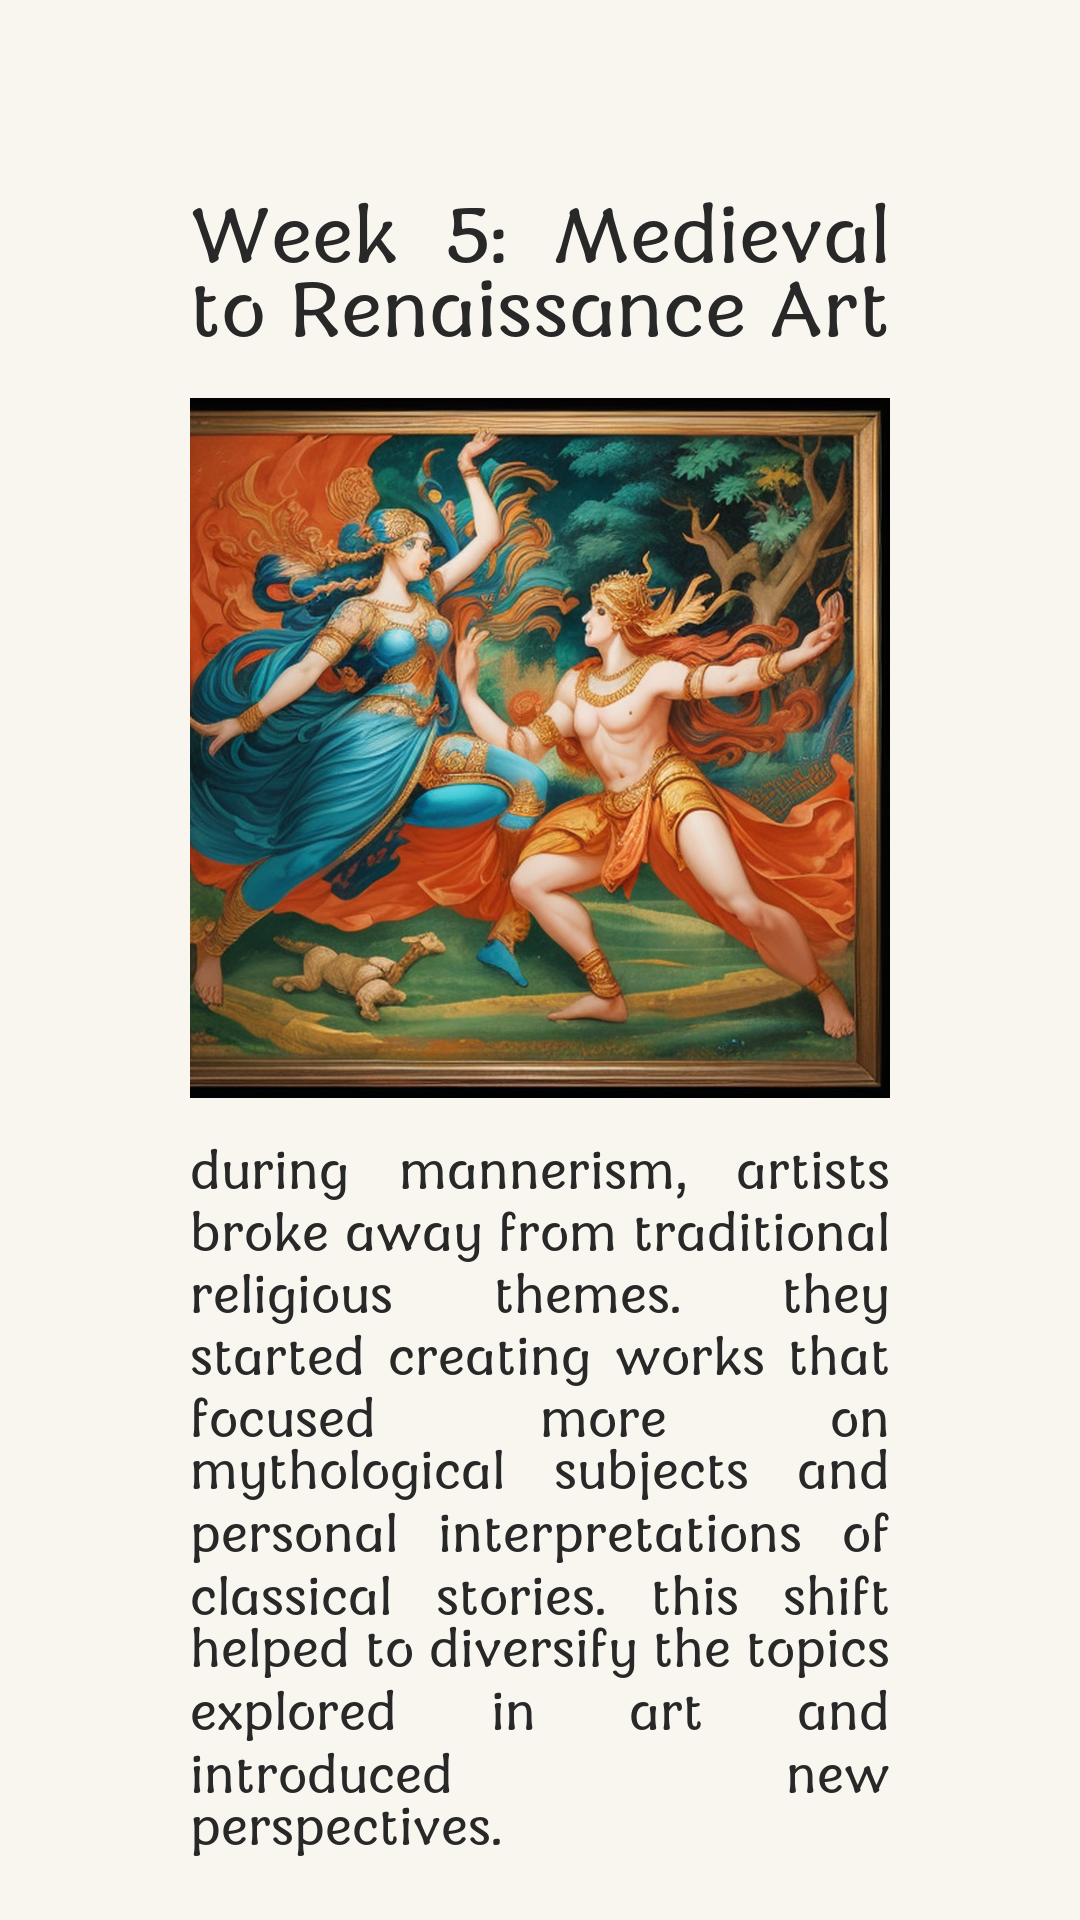 Week 5: Medieval
to Renaissance Art
during mannerism, artists
broke away from traditional
religious themes. they
started creating works that
focused more on
mythological subjects and
personal interpretations of
classical stories. this shift
helped to diversify the topics
explored in art and
introduced new
perspectives.